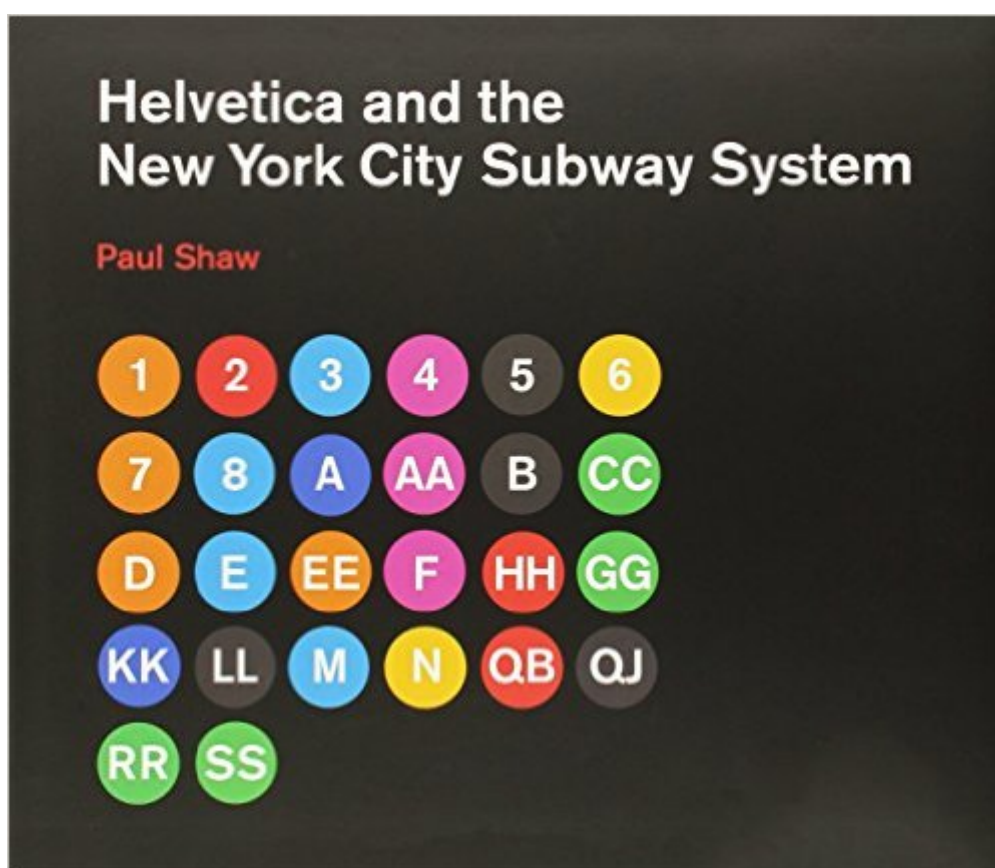 Helvetica and the
New York City Subway System
Paul Shaw
1 2 3 4 5 6
7 8 A AA B CC
D E EE F HH GG
KK LL M N QB QJ
RR SS